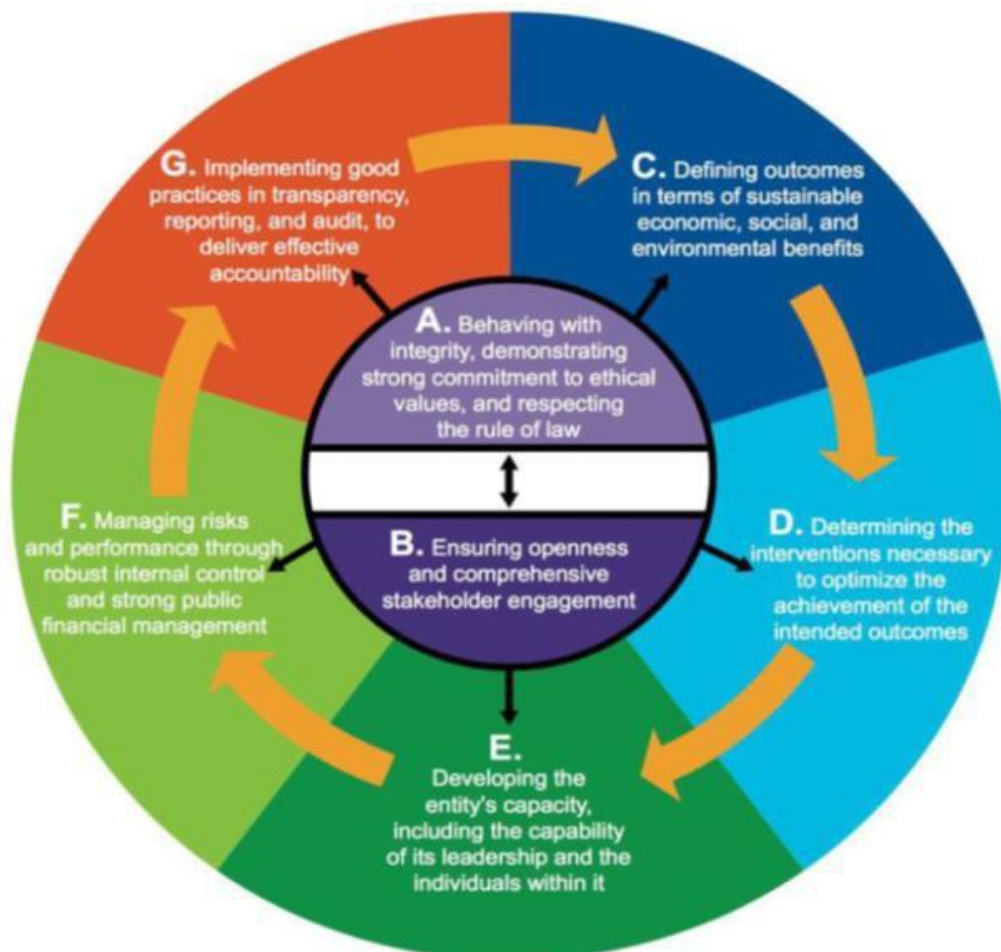 G. Implementing good
practices in transparency,
reporting, and audit, to
deliver effective
accountability
C. Defining outcomes
in terms of sustainable
economic, social, and
environmental benefits
A. Behaving with
integrity, demonstrating
strong commitment to ethical
values, and respecting
the rule of law
B. Ensuring openness
and comprehensive
stakeholder engagement
D. Determining the
interventions necessary
to optimize the
achievement of the
intended outcomes
E.
Developing the
entity's capacity,
including the capability
of its leadership and the
individuals within it
F. Managing risks
and performance through
robust internal control
and strong public
financial management